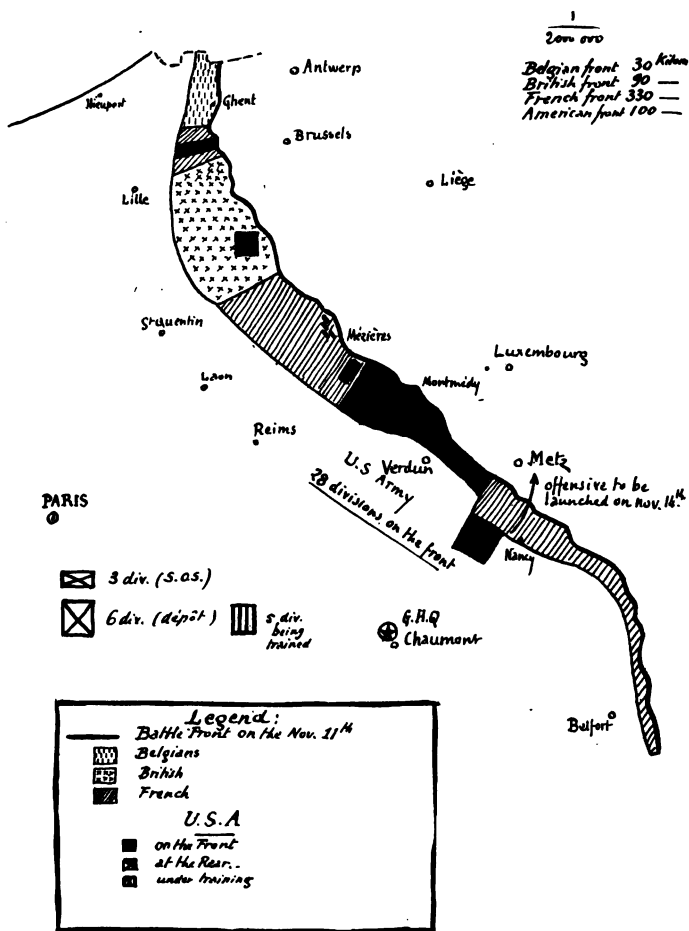 1
2000 000
Belgian front 30 Kilom
British front 90 —
French front 330 —
American front 100 —
Antwerp
Nieuport
Ghent
Brussels
Liège
Lille
St Quentin
Mézières
Luxembourg
Laon
Montmédy
Reims
Verdun
Metz
U.S Army
28 divisions on the front
offensive to be
launched on Nov. 14th
PARIS
Nancy
3 div. (S.O.S.)
6 div. (dépôt)
5 div.
being
trained
G.H.Q
Chaumont
Belfort
Legend:
Battle Front on the Nov. 11th
Belgians
British
French
U.S.A
on the Front
at the Rear..
under training